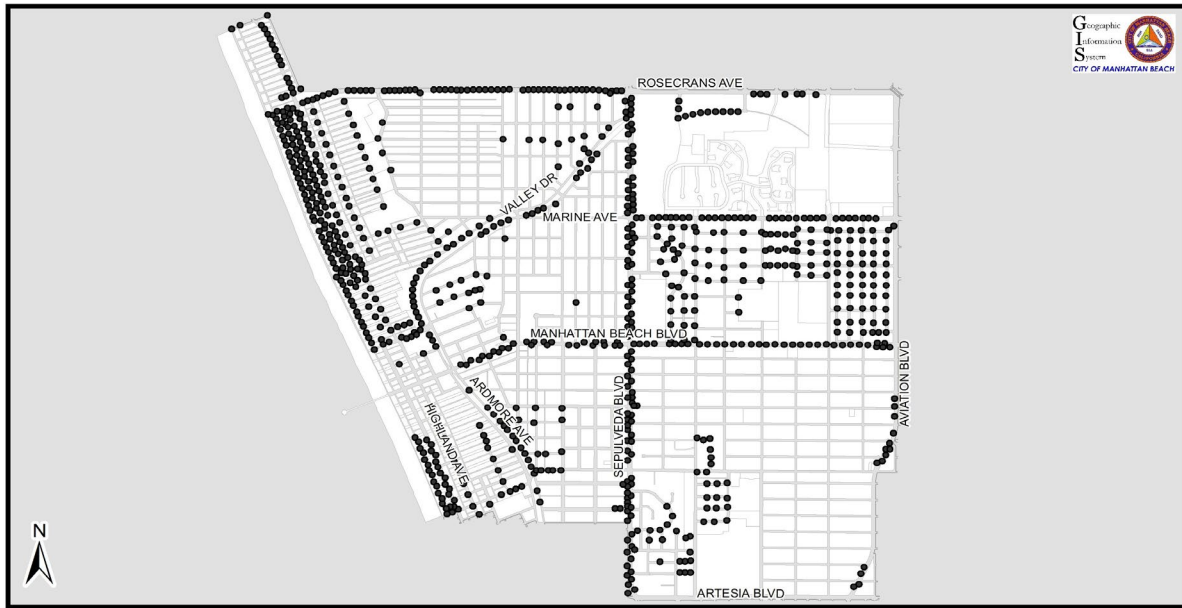 Geographic
Information
System
CITY OF MANHATTAN BEACH
ROSECRANS AVE
VALLEY DR
MARINE AVE
MANHATTAN BEACH BLVD
AVIATION BLVD
ARDMORE AVE
HIGHLAND AVE
SEPULVEDA BLVD
ARTESIA BLVD
N